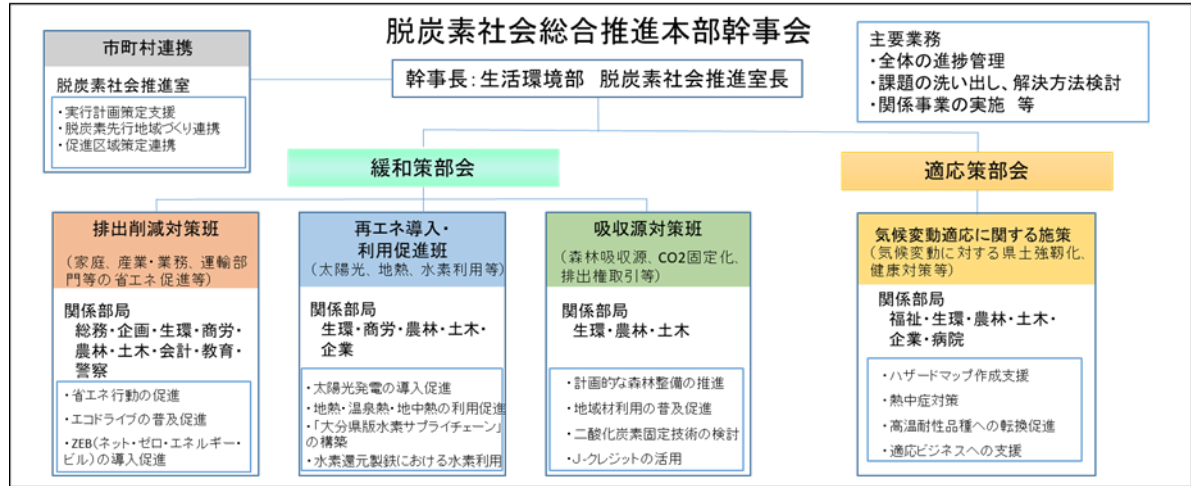 脱炭素社会総合推進本部幹事会
幹事長：生活環境部　脱炭素社会推進室長
市町村連携
脱炭素社会推進室
・実行計画策定支援
・脱炭素先行地域づくり連携
・促進区域策定連携
主要業務
・全体の進捗管理
・課題の洗い出し、解決方法検討
・関係事業の実施　等
緩和策部会
適応策部会
排出削減対策班
（家庭、産業・業務、運輸部
門等の省エネ促進等）
関係部局
総務・企画・生環・商労・
農林・土木・会計・教育・
警察
・省エネ行動の促進
・エコドライブの普及促進
・ZEB（ネット・ゼロ・エネルギー・
ビル）の導入促進
再エネ導入・
利用促進班
（太陽光、地熱、水素利用等）
関係部局
生環・商労・農林・土木・
企業
・太陽光発電の導入促進
・地熱・温泉熱・地中熱の利用促進
・「大分県版水素サプライチェーン」
の構築
・水素還元製鉄における水素利用
吸収源対策班
（森林吸収源、CO2固定化、
排出権取引等）
関係部局
生環・農林・土木
・計画的な森林整備の推進
・地域材利用の普及促進
・二酸化炭素固定技術の検討
・J-クレジットの活用
気候変動適応に関する施策
（気候変動に対する県土強靱化、
健康対策等）
関係部局
福祉・生環・農林・土木・
企業・病院
・ハザードマップ作成支援
・熱中症対策
・高温耐性品種への転換促進
・適応ビジネスへの支援